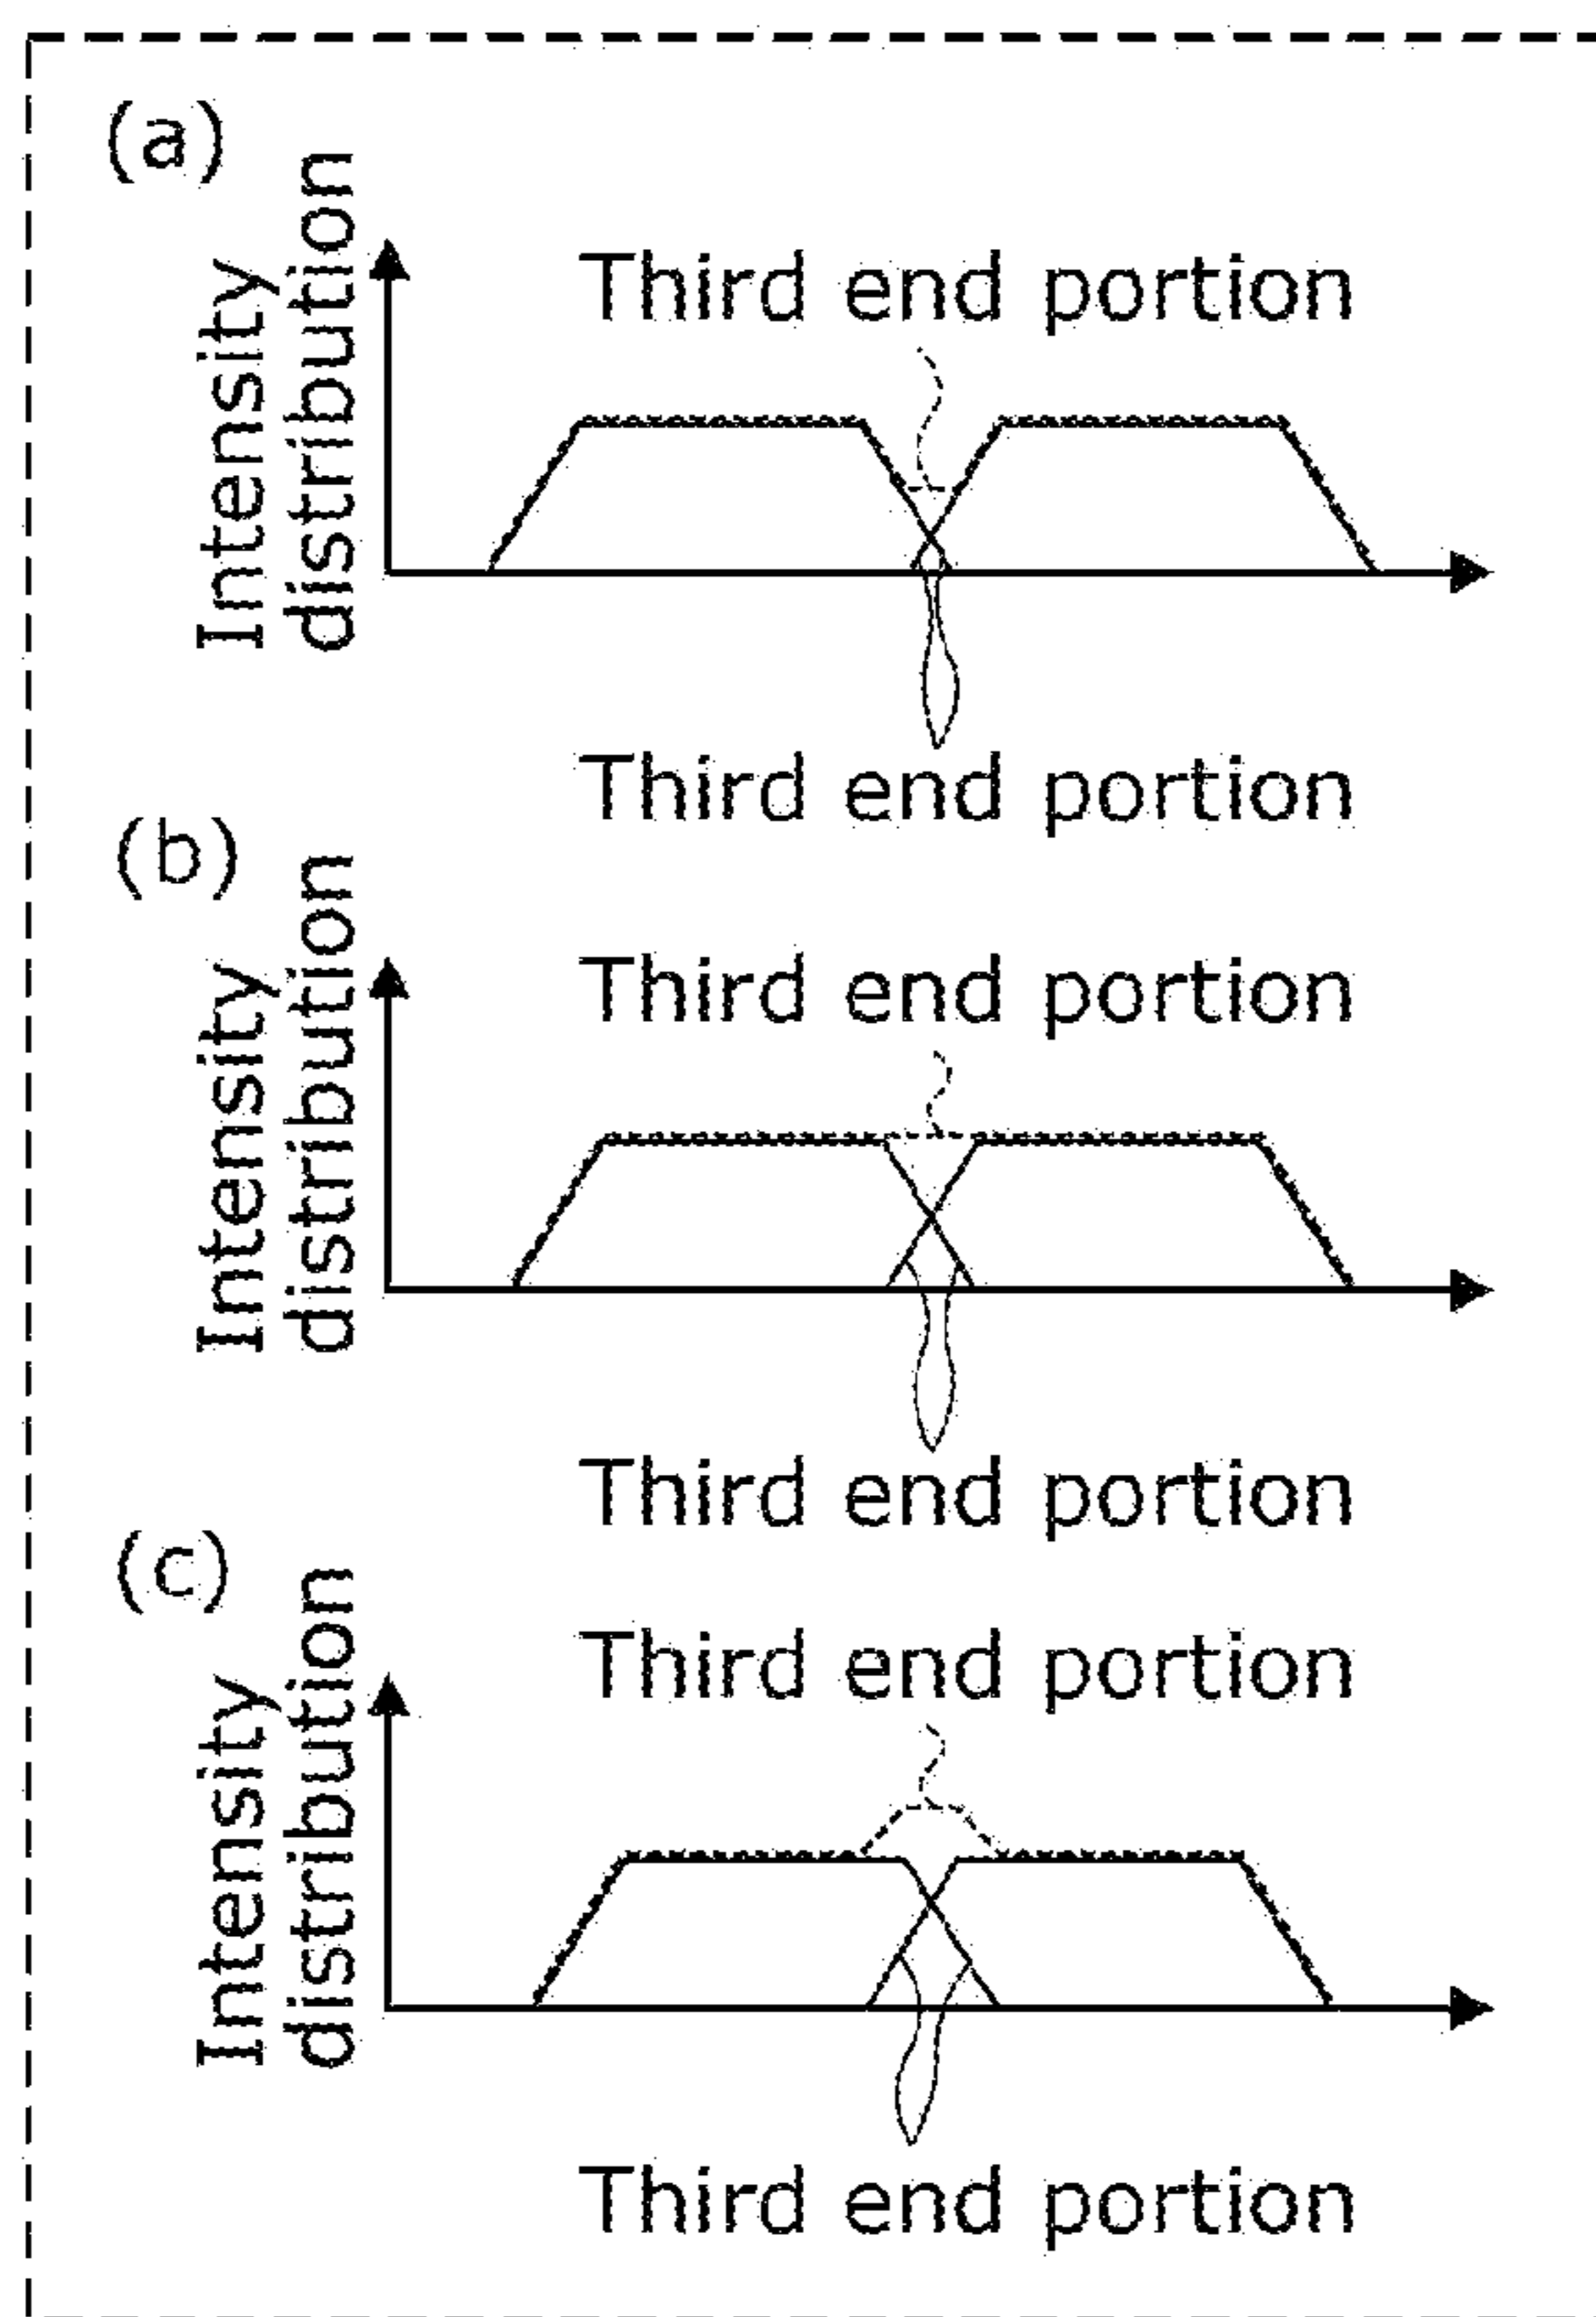 (a)
Intensity
distribution
Third end portion
Third end portion
(b)
Intensity
distribution
Third end portion
Third end portion
(c)
Intensity
distribution
Third end portion
Third end portion